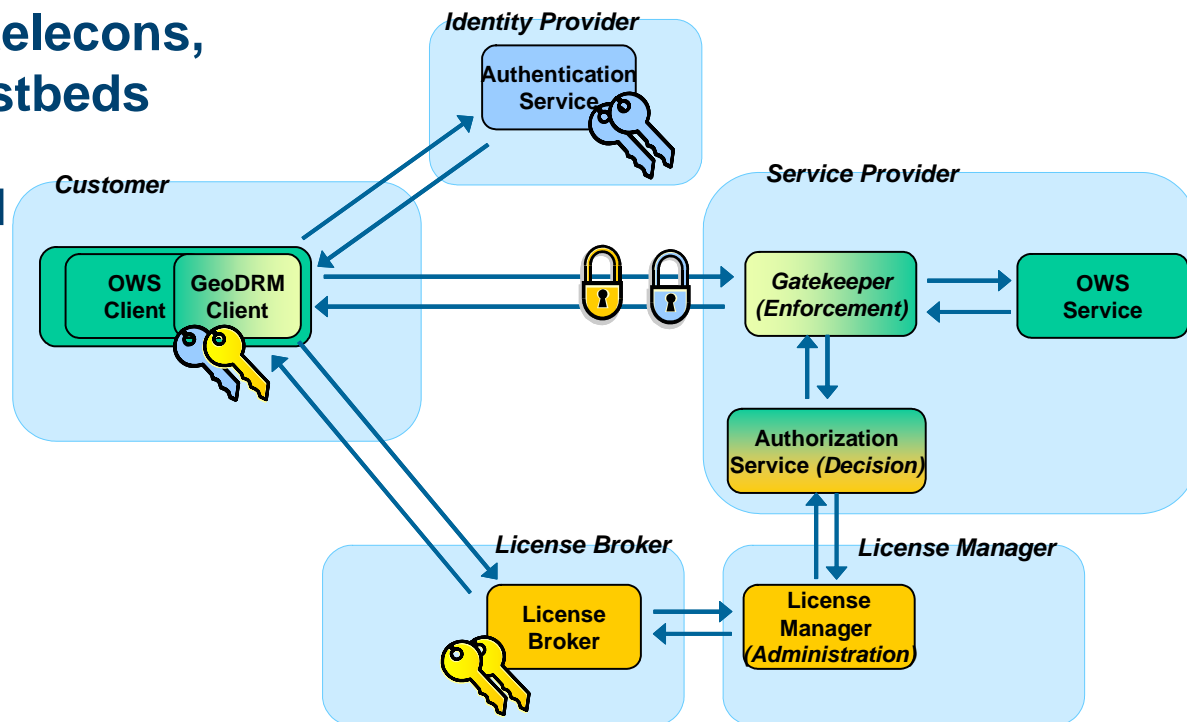 elecons,
stbeds
Identity Provider
Authentication
Service
Customer
Service Provider
OWS
Client
GeoDRM
Client
Gatekeeper
(Enforcement)
OWS
Service
Authorization
Service (Decision)
License Broker
License Manager
License
Broker
License
Manager
(Administration)